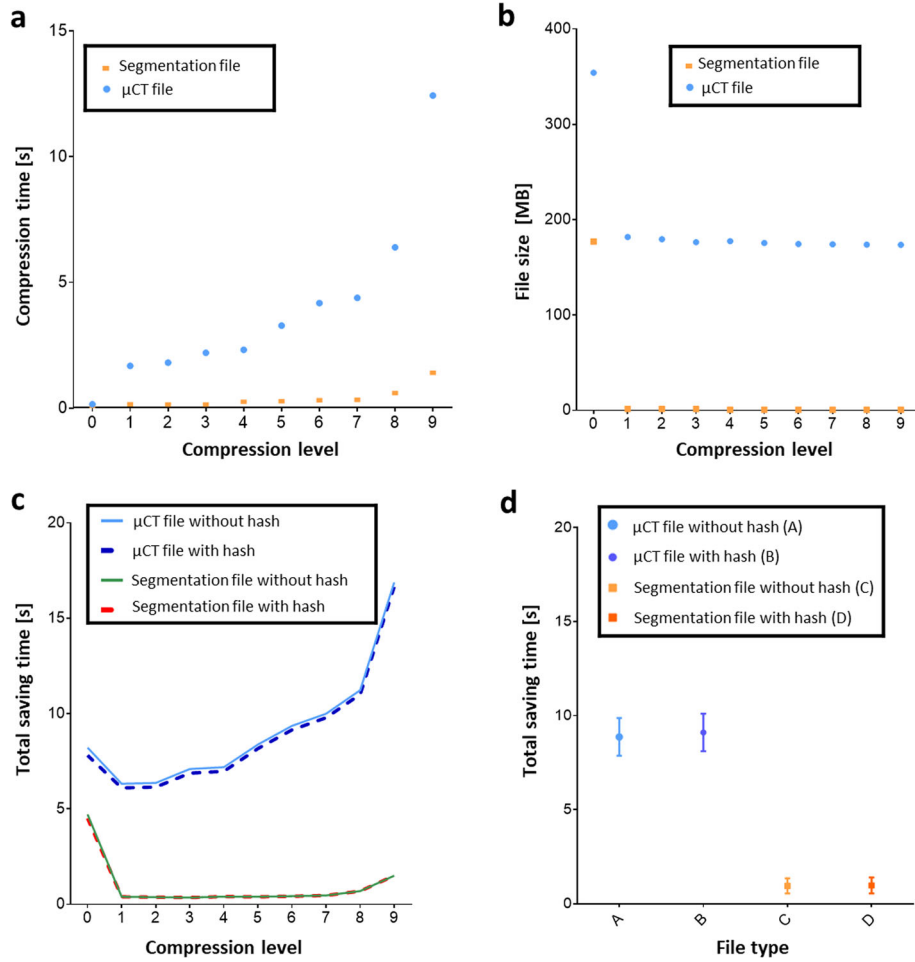 a
15
10
5
0
Compression time [s]
Segmentation file
µCT file
0 1 2 3 4 5 6 7 8 9
Compression level
b
400
300
200
100
0
File size [MB]
Segmentation file
µCT file
0 1 2 3 4 5 6 7 8 9
Compression level
c
20
15
10
5
0
Total saving time [s]
µCT file without hash
µCT file with hash
Segmentation file without hash
Segmentation file with hash
0 1 2 3 4 5 6 7 8 9
Compression level
d
20
15
10
5
0
Total saving time [s]
µCT file without hash (A)
µCT file with hash (B)
Segmentation file without hash (C)
Segmentation file with hash (D)
A B C D
File type